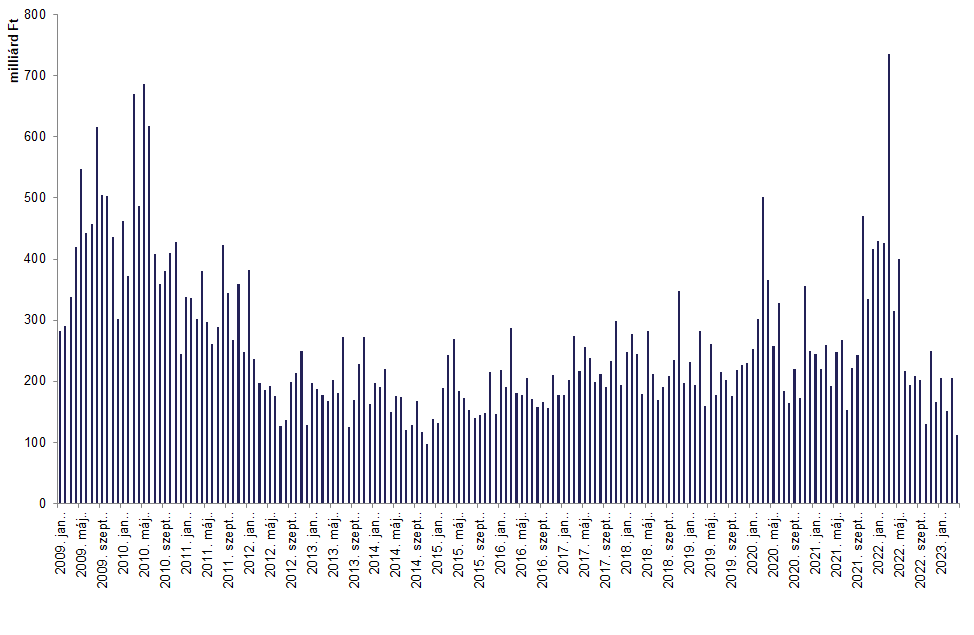 milliárd Ft
800
700
600
500
400
300
200
100
0
2009. jan..
2009. máj..
2009. szept..
2010. jan..
2010. máj..
2010. szept..
2011. jan..
2011. máj..
2011. szept..
2012. jan..
2012. máj..
2012. szept..
2013. jan..
2013. máj..
2013. szept..
2014. jan..
2014. máj..
2014. szept..
2015. jan..
2015. máj..
2015. szept..
2016. jan..
2016. máj..
2016. szept..
2017. jan..
2017. máj..
2017. szept..
2018. jan..
2018. máj..
2018. szept..
2019. jan..
2019. máj..
2019. szept..
2020. jan..
2020. máj..
2020. szept..
2021. jan..
2021. máj..
2021. szept..
2022. jan..
2022. máj..
2022. szept..
2023. jan..